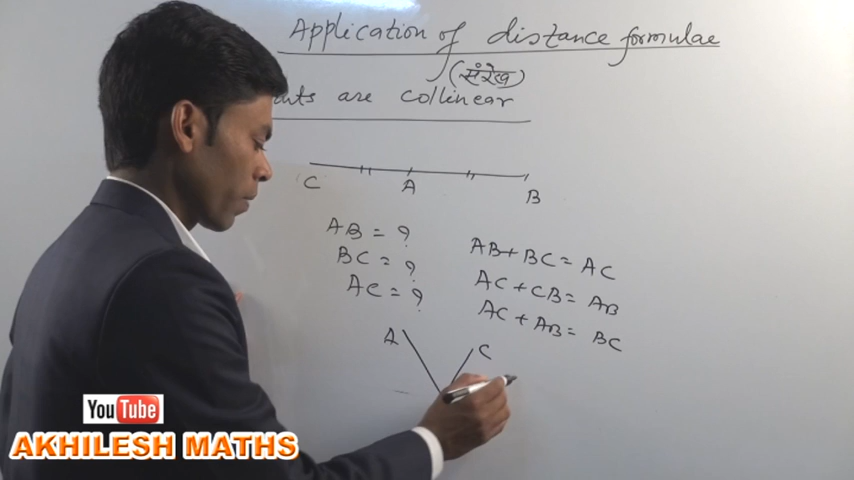 Application of distance formulae
(संरेख)
are collinear
C A B
AB = ?
BC = ?
AC = ?
AB + BC = AC
AC + CB = AB
AC + AB = BC
A C
YouTube
AKHILESH MATHS